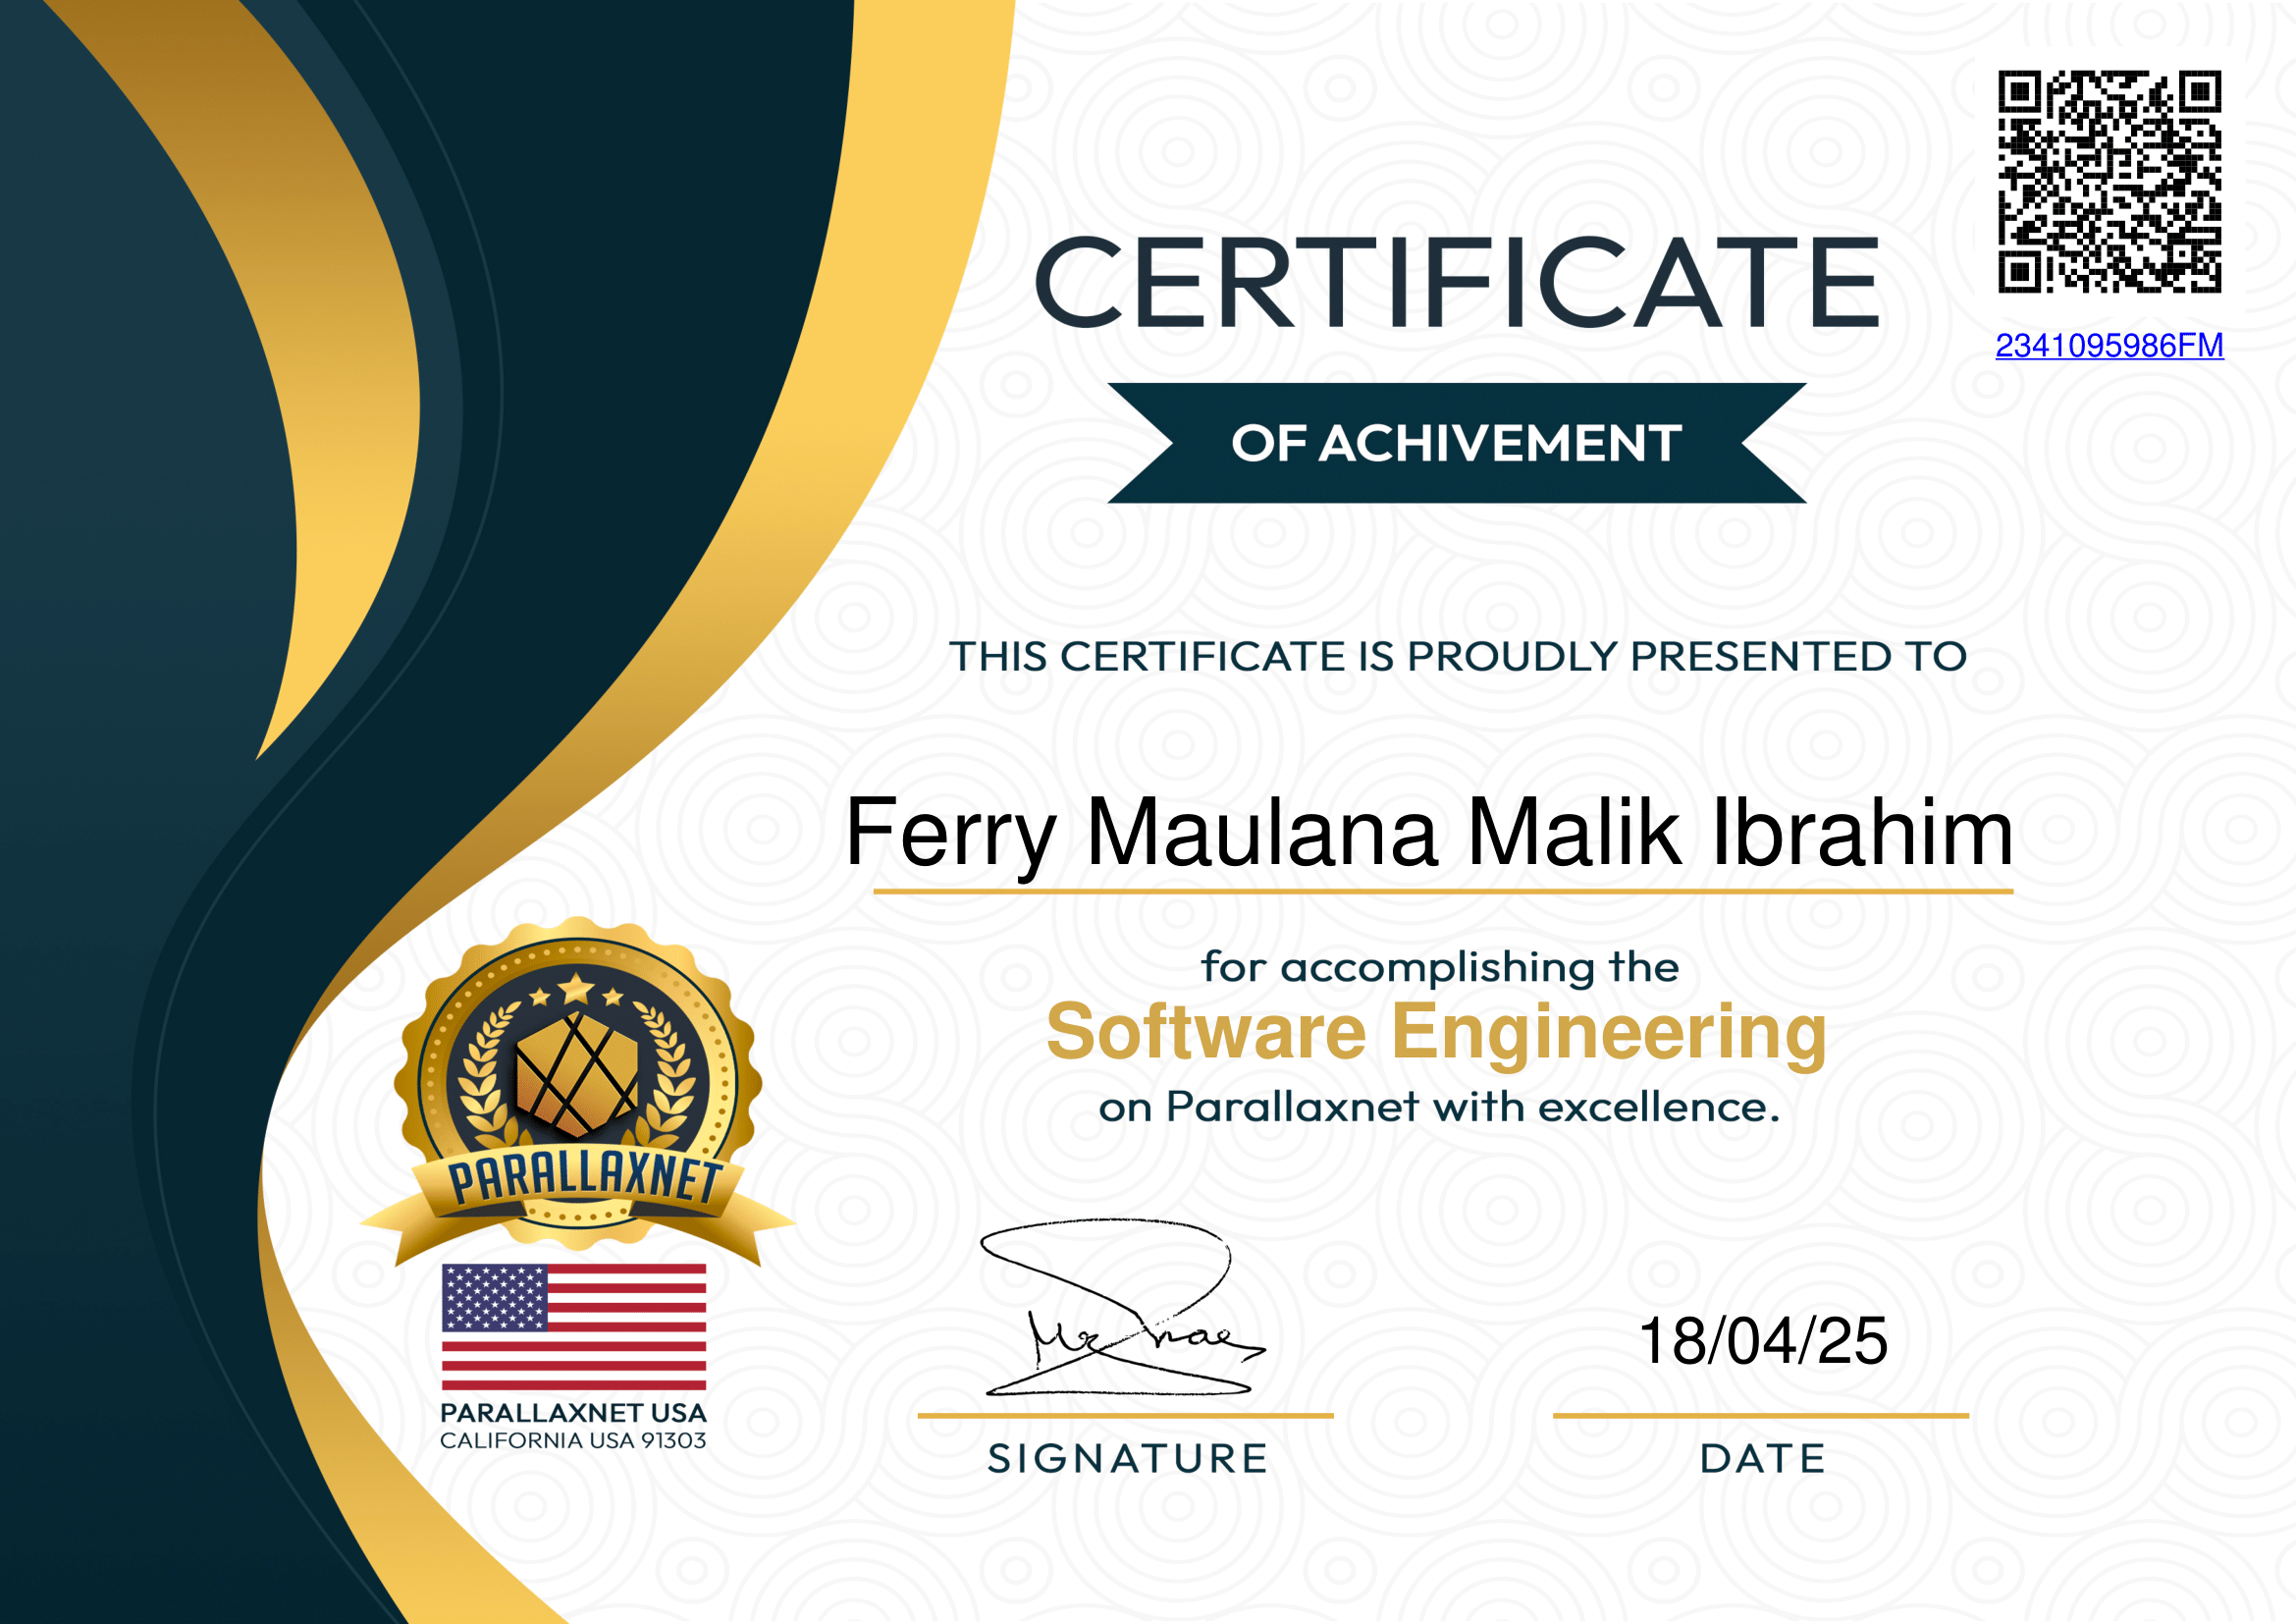 CERTIFICATE
2341095986FM
OF ACHIVEMENT
THIS CERTIFICATE IS PROUDLY PRESENTED TO
Ferry Maulana Malik Ibrahim
for accomplishing the
Software Engineering
on Parallaxnet with excellence.
PARALLAXNET
18/04/25
PARALLAXNET USA
CALIFORNIA USA 91303
SIGNATURE
DATE